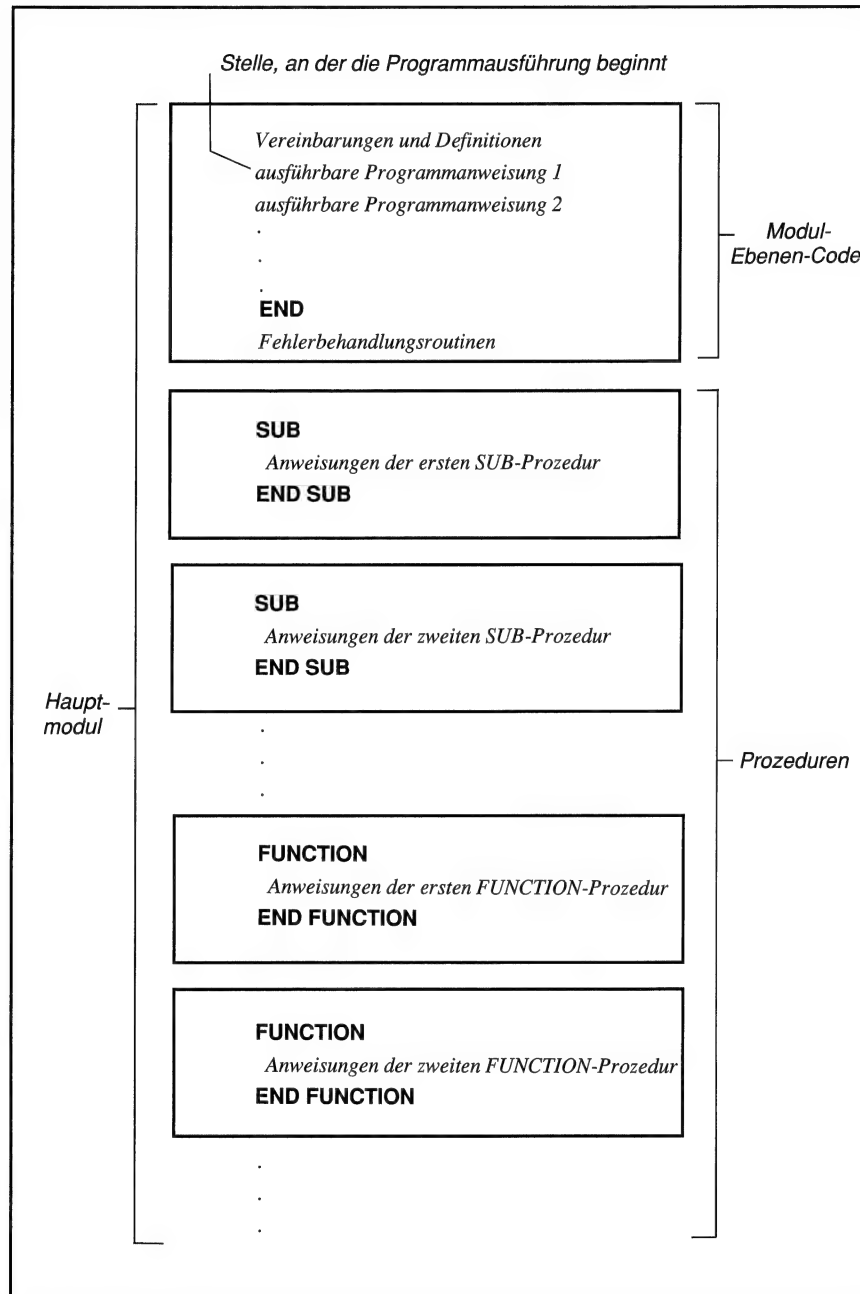 Stelle, an der die Programmausführung beginnt
Vereinbarungen und Definitionen
ausführbare Programmanweisung 1
ausführbare Programmanweisung 2
.
.
.
END
Fehlerbehandlungsroutinen
Modul-
Ebenen-Code
SUB
Anweisungen der ersten SUB-Prozedur
END SUB
SUB
Anweisungen der zweiten SUB-Prozedur
END SUB
Haupt-
modul
.
.
.
Prozeduren
FUNCTION
Anweisungen der ersten FUNCTION-Prozedur
END FUNCTION
FUNCTION
Anweisungen der zweiten FUNCTION-Prozedur
END FUNCTION
.
.
.